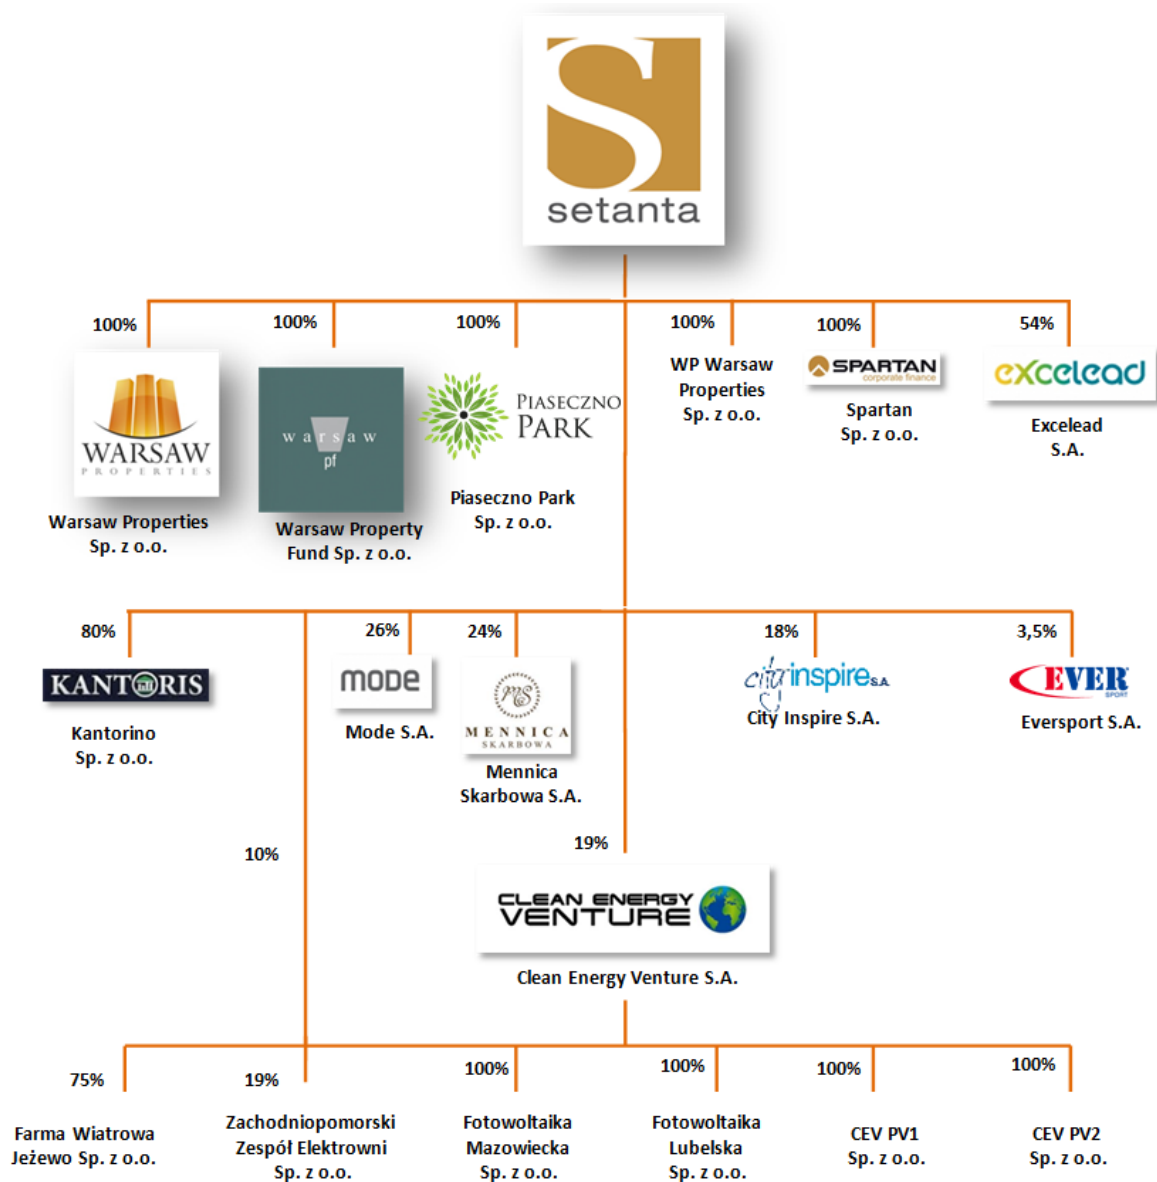 S
setanta
100%
100%
100%
100%
100%
54%
WARSAW
PROPERTIES
Warsaw Properties
Sp. z o.o.
warsaw
pf
Warsaw Property
Fund Sp. z o.o.
PIASECZNO
PARK
Piaseczno Park
Sp. z o.o.
WP Warsaw
Properties
Sp. z o.o.
SPARTAN
corporate finance
Spartan
Sp. z o.o.
excelead
Excelead
S.A.
80%
26%
24%
18%
3,5%
KANTORIS
Kantorino
Sp. z o.o.
mode
Mode S.A.
MS
MENNICA
SKARBOWA
Mennica
Skarbowa S.A.
city inspire S.A.
City Inspire S.A.
EVER
SPORT
Eversport S.A.
10%
19%
CLEAN ENERGY
VENTURE
Clean Energy Venture S.A.
75%
19%
100%
100%
100%
100%
Farma Wiatrowa
Jeżewo Sp. z o.o.
Zachodniopomorski
Zespół Elektrowni
Sp. z o.o.
Fotowoltaika
Mazowiecka
Sp. z o.o.
Fotowoltaika
Lubelska
Sp. z o.o.
CEV PV1
Sp. z o.o.
CEV PV2
Sp. z o.o.